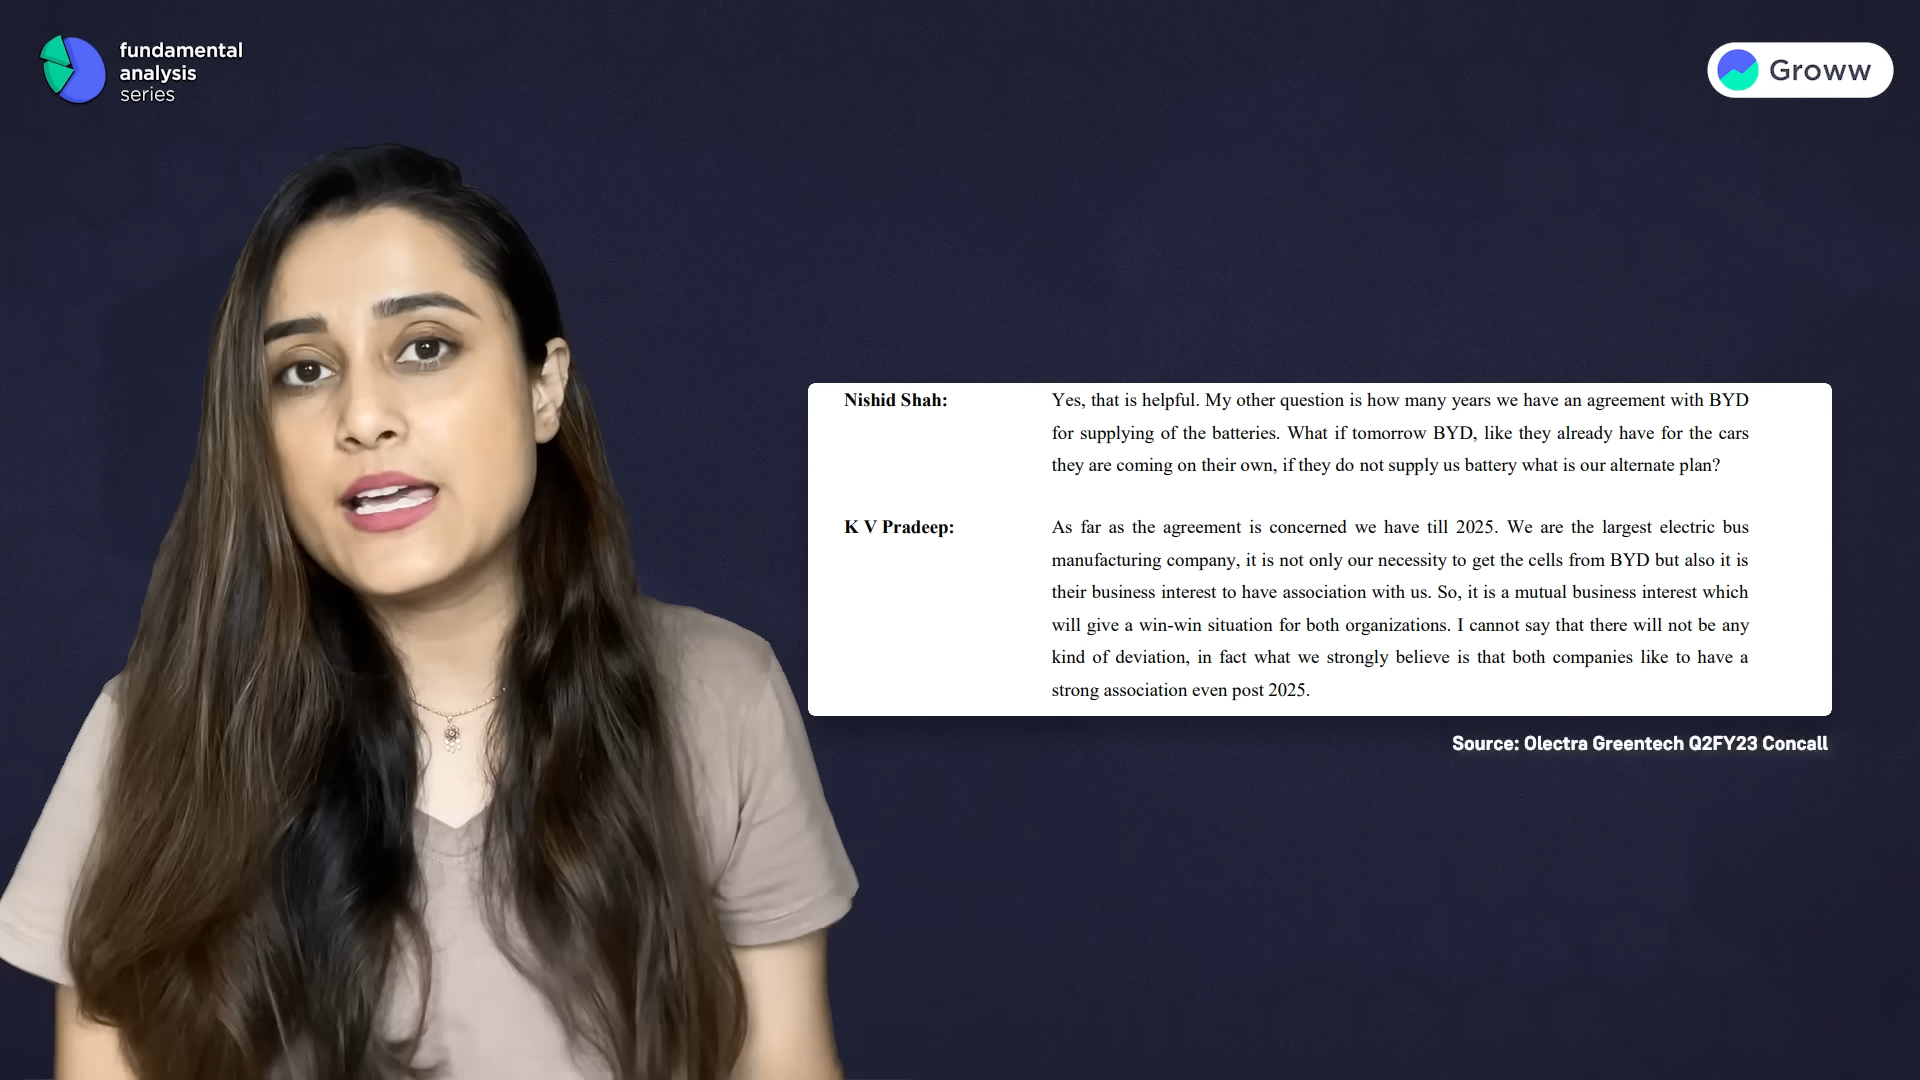 fundamental
analysis
series
Groww
Nishid Shah: Yes, that is helpful. My other question is how many years we have an agreement with BYD
for supplying of the batteries. What if tomorrow BYD, like they already have for the cars
they are coming on their own, if they do not supply us battery what is our alternate plan?
K V Pradeep: As far as the agreement is concerned we have till 2025. We are the largest electric bus
manufacturing company, it is not only our necessity to get the cells from BYD but also it is
their business interest to have association with us. So, it is a mutual business interest which
will give a win-win situation for both organizations. I cannot say that there will not be any
kind of deviation, in fact what we strongly believe is that both companies like to have a
strong association even post 2025.
Source: Olectra Greentech Q2FY23 Concall